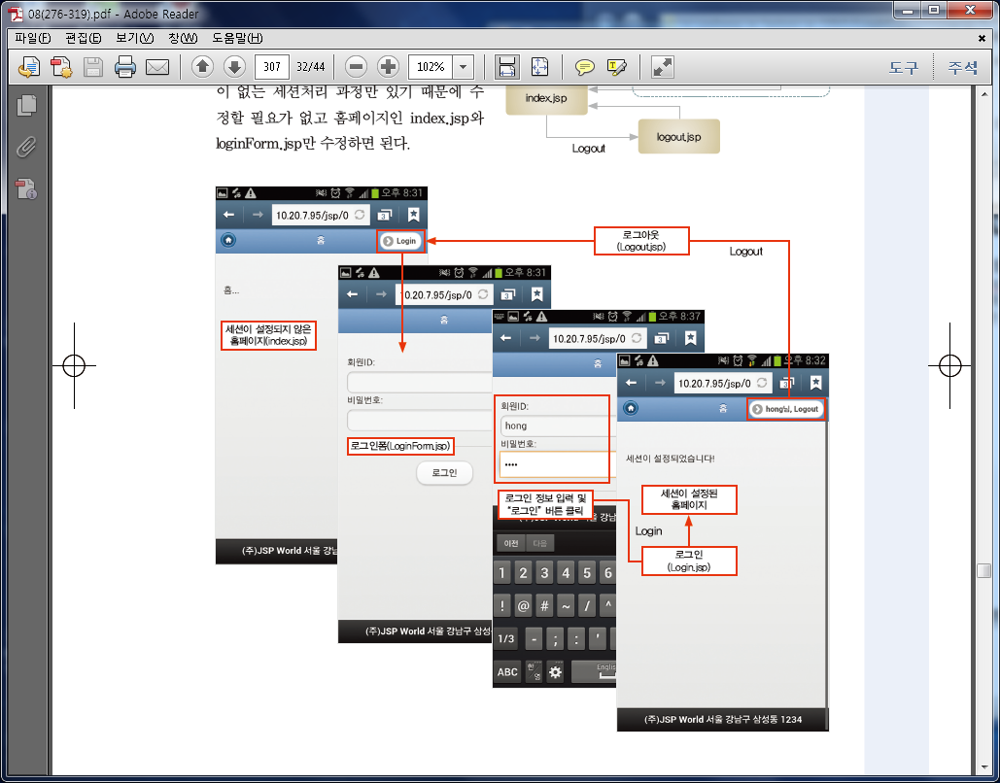 08(276-319).pdf - Adobe Reader
파일(F) 편집(E) 보기(V) 창(W) 도움말(H)
307 32/44 102% 도구 주석
이 없는 세션처리 과정만 있기 때문에 수
정할 필요가 없고 홈페이지인 index.jsp와
loginForm.jsp만 수정하면 된다.
index.jsp
logout.jsp
Logout
오후 8:31
10.20.7.95/jsp/0 3
홈
Login
홈...
세션이 설정되지 않은
홈페이지(index.jsp)
(주)JSP World 서울 강남
로그아웃
(Logout.jsp)
Logout
오후 8:31
10.20.7.95/jsp/0 3
홈
회원ID:
비밀번호:
로그인폼(LoginForm.jsp)
로그인
(주)JSP World 서울 강남구 삼성
오후 8:37
10.20.7.95/jsp/0 3
홈
회원ID:
hong
비밀번호:
••••
로그인 정보 입력 및
“로그인” 버튼 클릭
(주)JSP World 서울 강남
이전 다음
1 2 3 4 5 6
! @ # ~ / ^
1/3 - ; : '
ABC 한/영 English
오후 8:32
10.20.7.95/jsp/0 3
홈
hong님, Logout
세션이 설정되었습니다!
세션이 설정된
홈페이지
Login
로그인
(Login.jsp)
(주)JSP World 서울 강남구 삼성동 1234